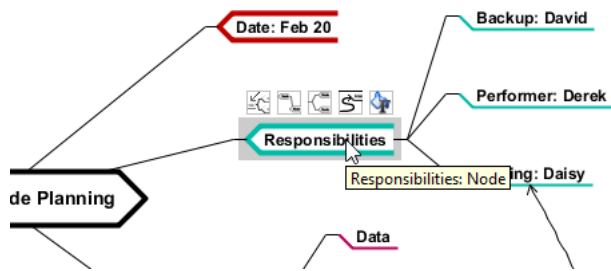 Backup: David
Date: Feb 20
Performer: Derek
Responsibilities
Responsibilities: Node
ing: Daisy
de Planning
Data